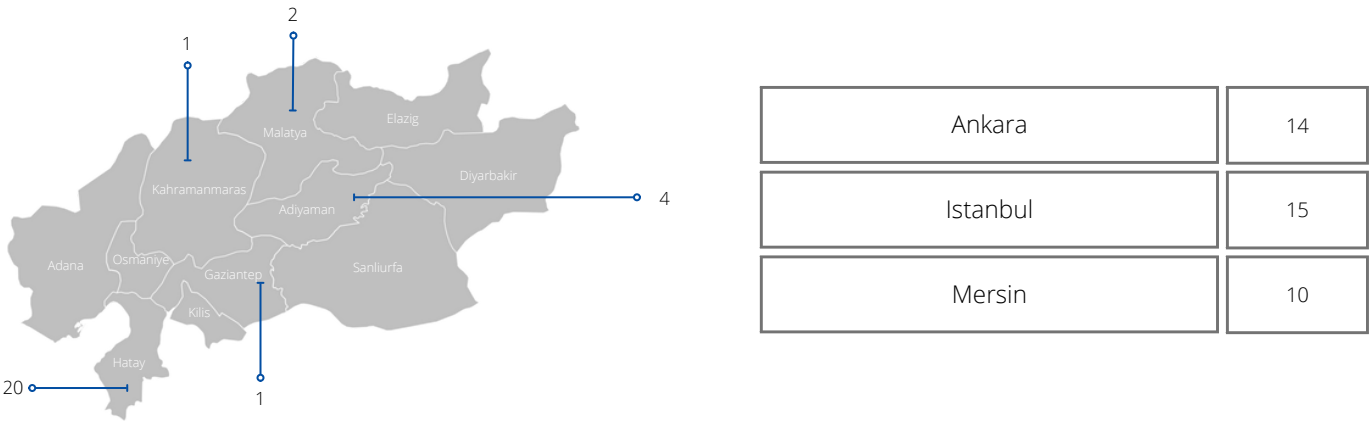 2
1
Malatya
Elazig
Kahramanmaras
Diyarbakir
Adiyaman
4
Adana
Osmaniye
Gaziantep
Sanliurfa
Kilis
Hatay
20
1
Ankara 14
Istanbul 15
Mersin 10